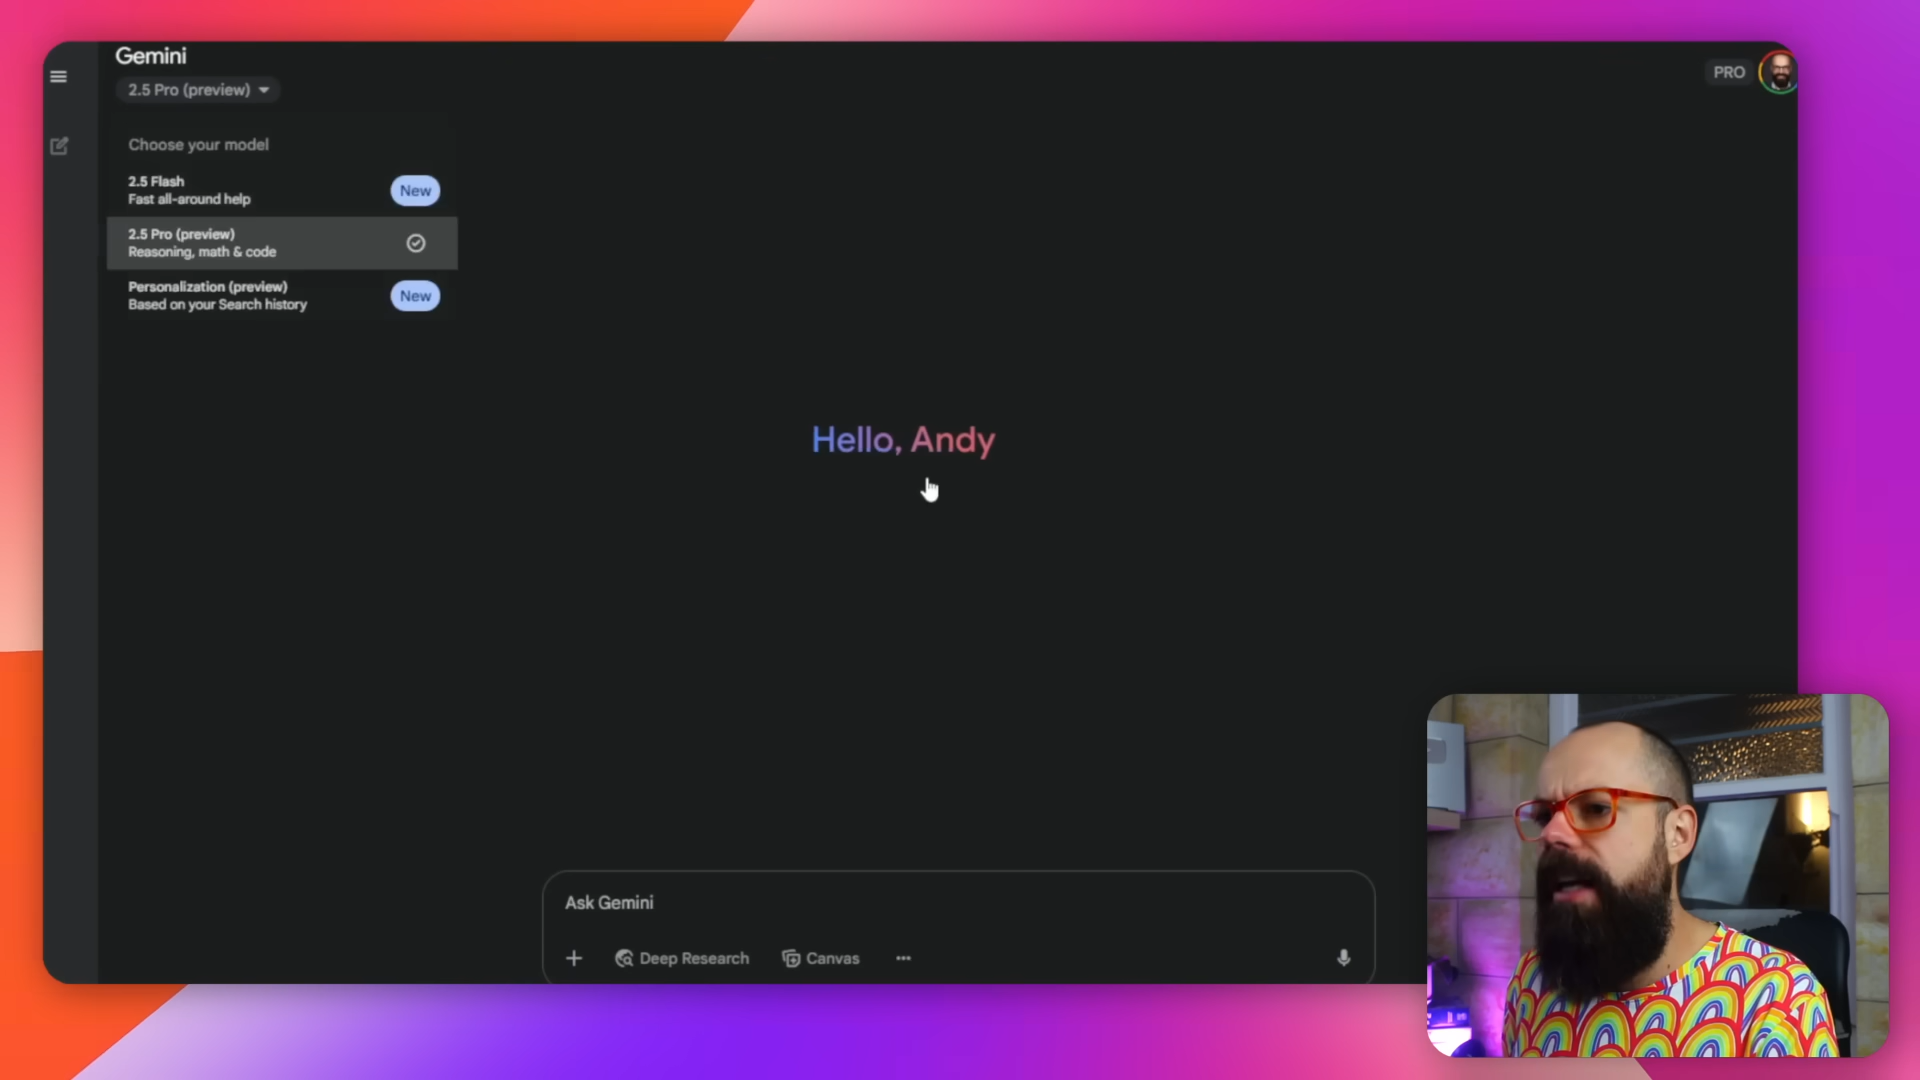 Gemini
2.5 Pro (preview)
PRO
Choose your model
2.5 Flash
Fast all-around help
New
2.5 Pro (preview)
Reasoning, math & code
Personalization (preview)
Based on your Search history
New
Hello, Andy
Ask Gemini
Deep Research
Canvas